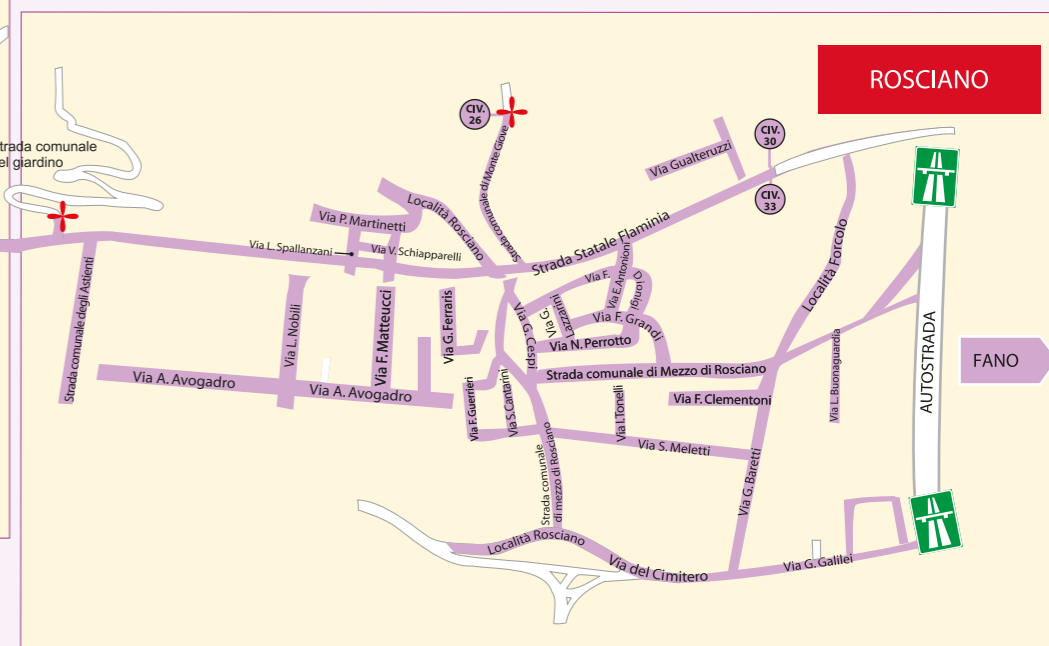 ROSCIANO
trada comunale
el giardino
CIV.
26
CIV.
30
CIV.
33
Strada comunale di Monte Giove
Via Gualteruzzi
Via P. Martinetti
Località Rosciano
Via L. Spallanzani
Via V. Schiapparelli
Strada comunale
Strada Statale Flaminia
Località Forcolo
Strada comunale degli Astienti
Via L. Nobili
Via F. Matteucci
Via G. Ferraris
Via G. Cespi
Via G.
Lazzarini
Via F.
Via E. Antonioni
Dionigi
Via F. Grandi
Via N. Perrotto
Strada comunale di Mezzo di Rosciano
Via A. Avogadro
Via A. Avogadro
Via F. Guerrieri
Via S. Cantarini
Via I. Tonelli
Via F. Clementoni
Via L. Buonaguardia
AUTOSTRADA
FANO
Via S. Meletti
Strada comunale
di mezzo di Rosciano
Via G. Baretti
Località Rosciano
Via del Cimitero
Via G. Galilei